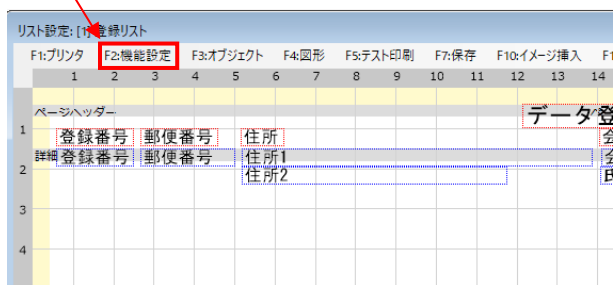 リスト設定: [1] 登録リスト
F1:プリンタ F2:機能設定 F3:オブジェクト F4:図形 F5:テスト印刷 F7:保存 F10:イメージ挿入 F1
1 2 3 4 5 6 7 8 9 10 11 12 13 14
ページヘッダー
データ登
1
登録番号 郵便番号 住所
詳細 登録番号 郵便番号 住所1
2
住所2
3
4